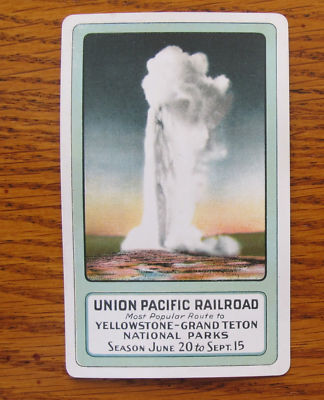 UNION PACIFIC RAILROAD
Most Popular Route to
YELLOWSTONE-GRAND TETON
NATIONAL PARKS
SEASON JUNE 20 TO SEPT. 15